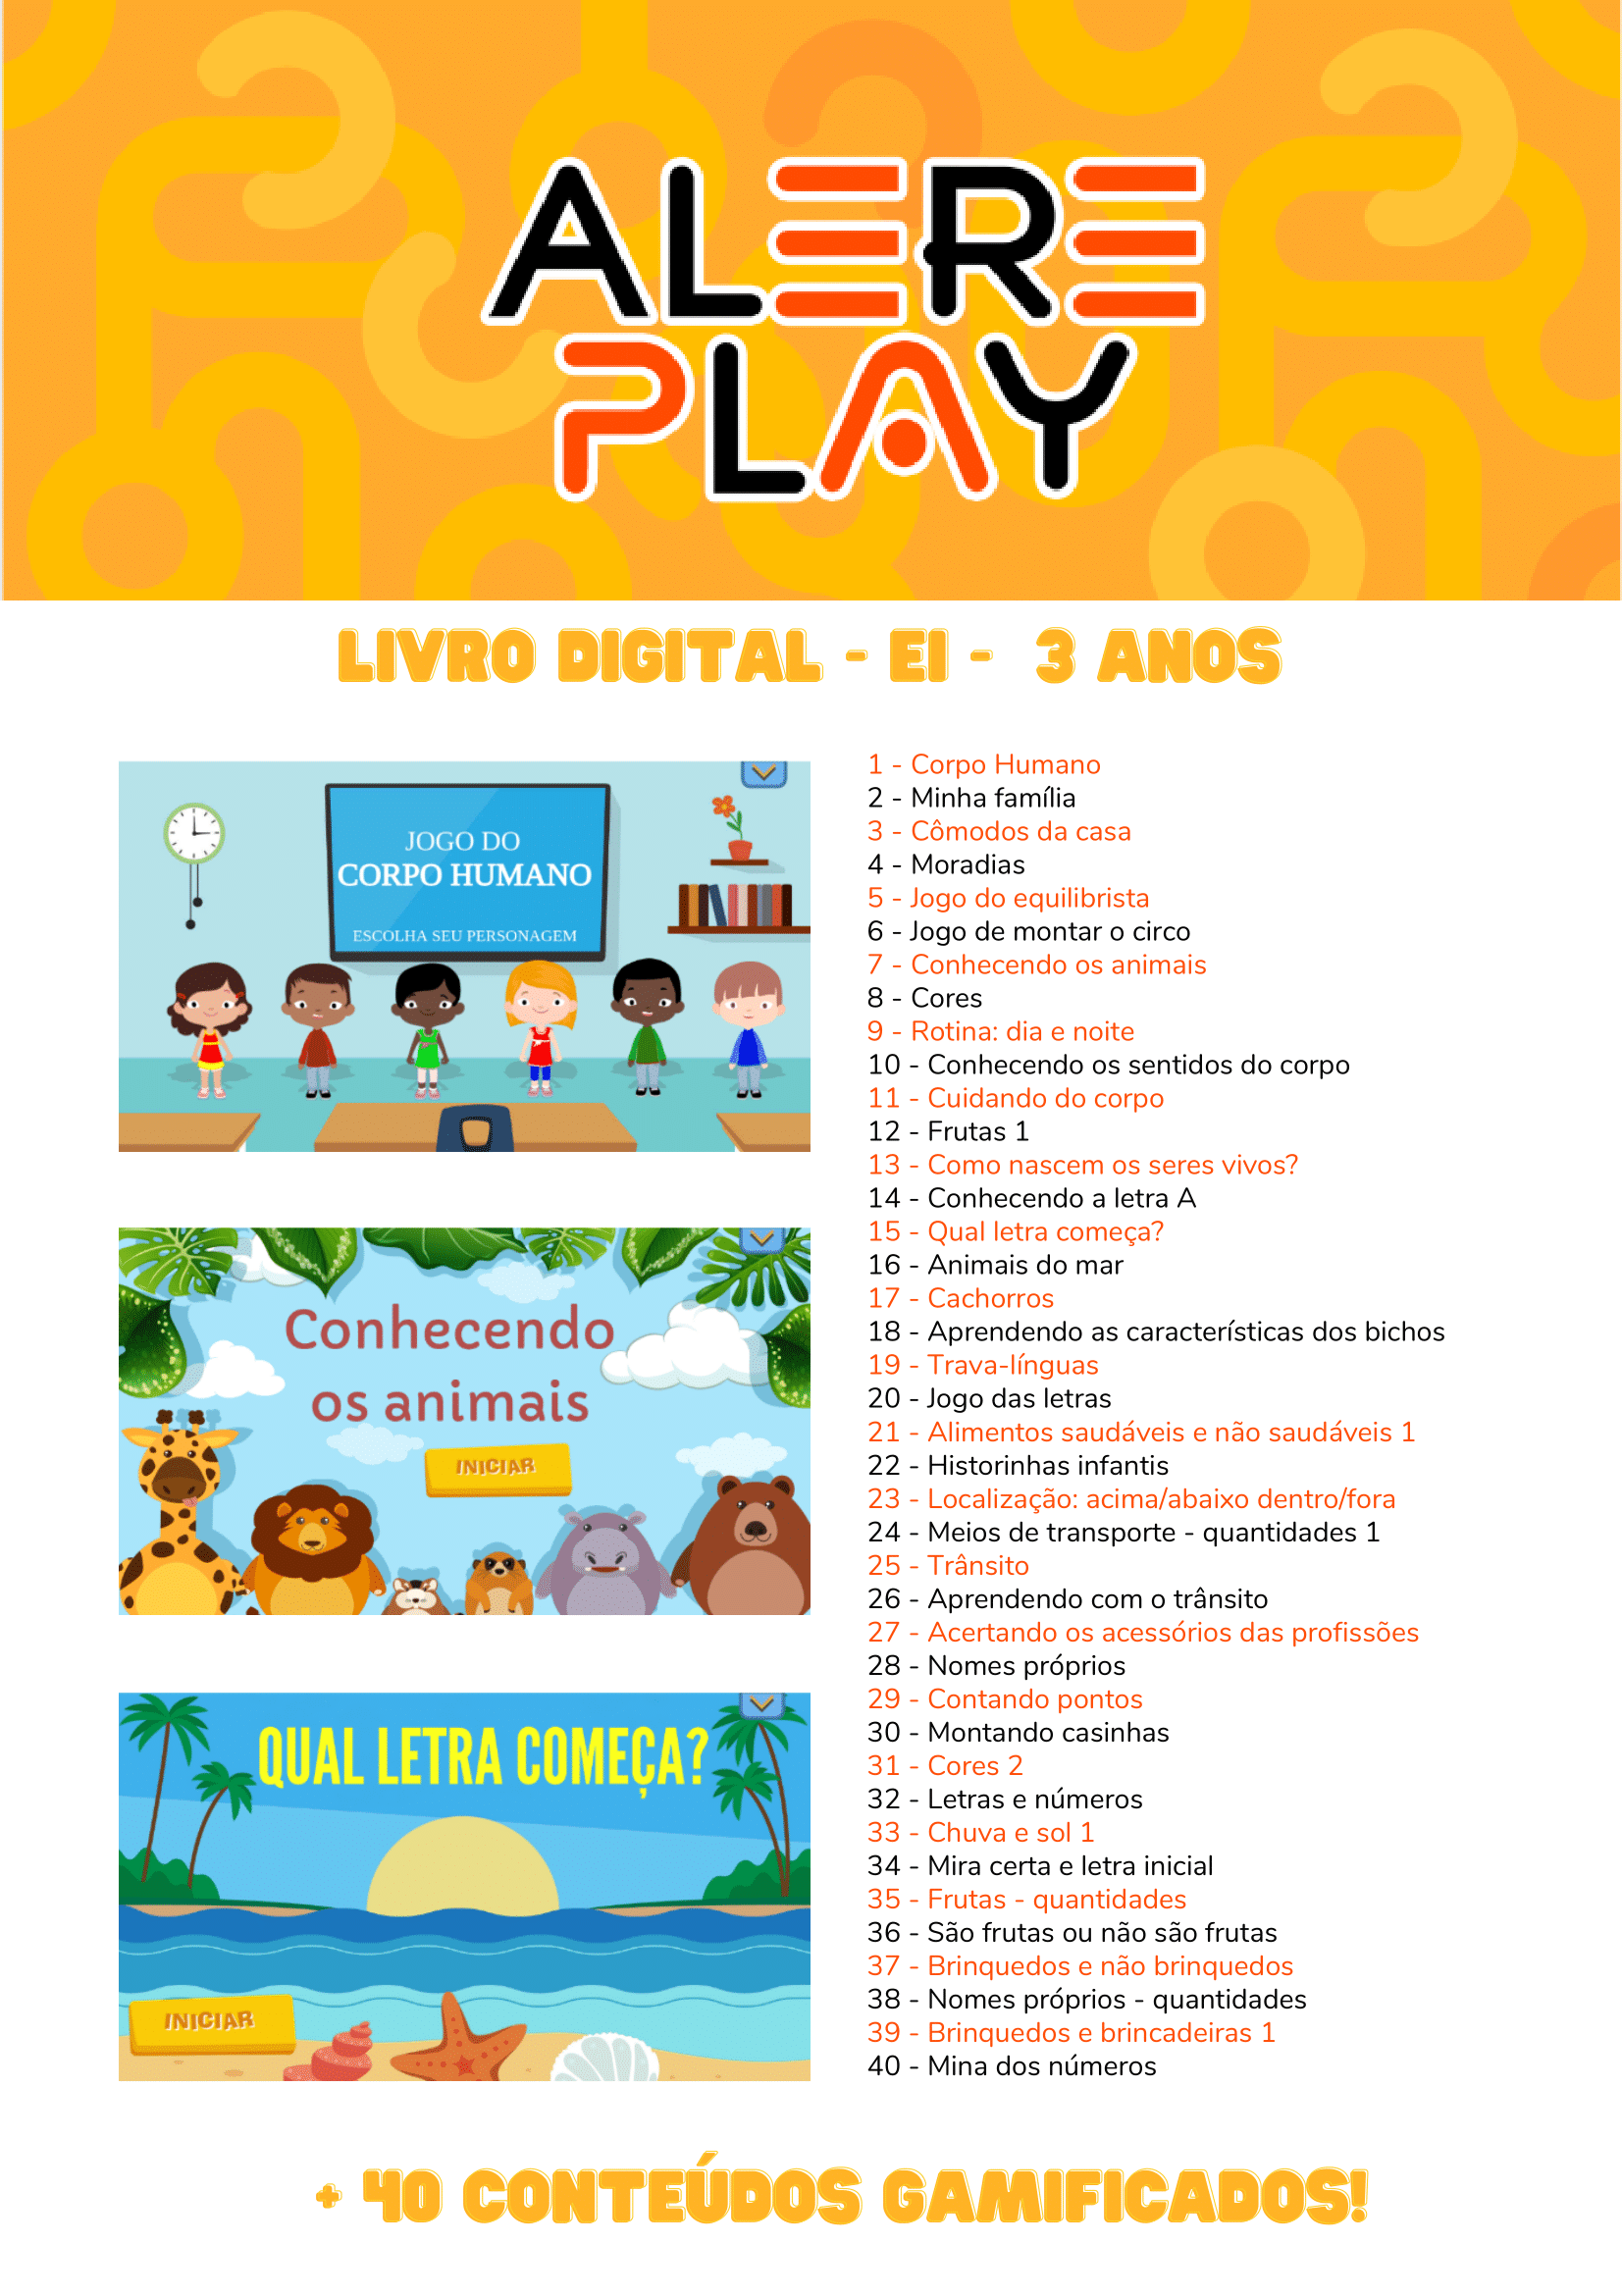 ALERE
PLAY
LIVRO DIGITAL - EI - 3 ANOS
JOGO DO
CORPO HUMANO
ESCOLHA SEU PERSONAGEM
Conhecendo
os animais
INICIAR
QUAL LETRA COMEÇA?
INICIAR
1 - Corpo Humano
2 - Minha família
3 - Cômodos da casa
4 - Moradias
5 - Jogo do equilibrista
6 - Jogo de montar o circo
7 - Conhecendo os animais
8 - Cores
9 - Rotina: dia e noite
10 - Conhecendo os sentidos do corpo
11 - Cuidando do corpo
12 - Frutas 1
13 - Como nascem os seres vivos?
14 - Conhecendo a letra A
15 - Qual letra começa?
16 - Animais do mar
17 - Cachorros
18 - Aprendendo as características dos bichos
19 - Trava-línguas
20 - Jogo das letras
21 - Alimentos saudáveis e não saudáveis 1
22 - Historinhas infantis
23 - Localização: acima/abaixo dentro/fora
24 - Meios de transporte - quantidades 1
25 - Trânsito
26 - Aprendendo com o trânsito
27 - Acertando os acessórios das profissões
28 - Nomes próprios
29 - Contando pontos
30 - Montando casinhas
31 - Cores 2
32 - Letras e números
33 - Chuva e sol 1
34 - Mira certa e letra inicial
35 - Frutas - quantidades
36 - São frutas ou não são frutas
37 - Brinquedos e não brinquedos
38 - Nomes próprios - quantidades
39 - Brinquedos e brincadeiras 1
40 - Mina dos números
+ 40 CONTEÚDOS GAMIFICADOS!